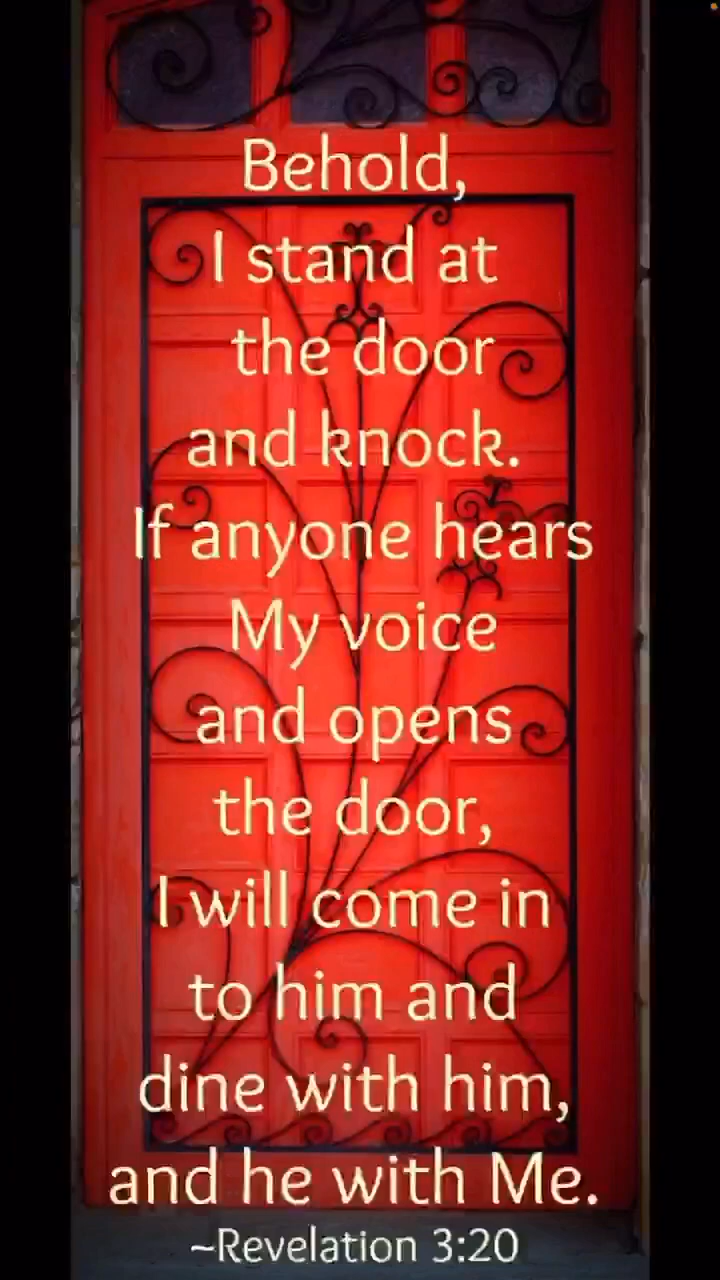 Behold,
I stand at
the door
and knock.
If anyone hears
My voice
and opens
the door,
I will come in
to him and
dine with him,
and he with Me.
~Revelation 3:20